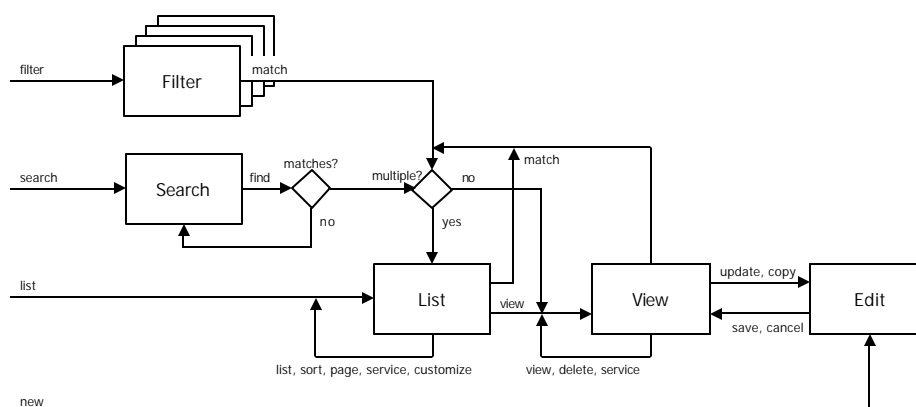 filter
Filter
match
matches?
match
search
Search
find
multiple?
no
no
yes
list
List
view
View
update, copy
Edit
save, cancel
list, sort, page, service, customize
view, delete, service
new